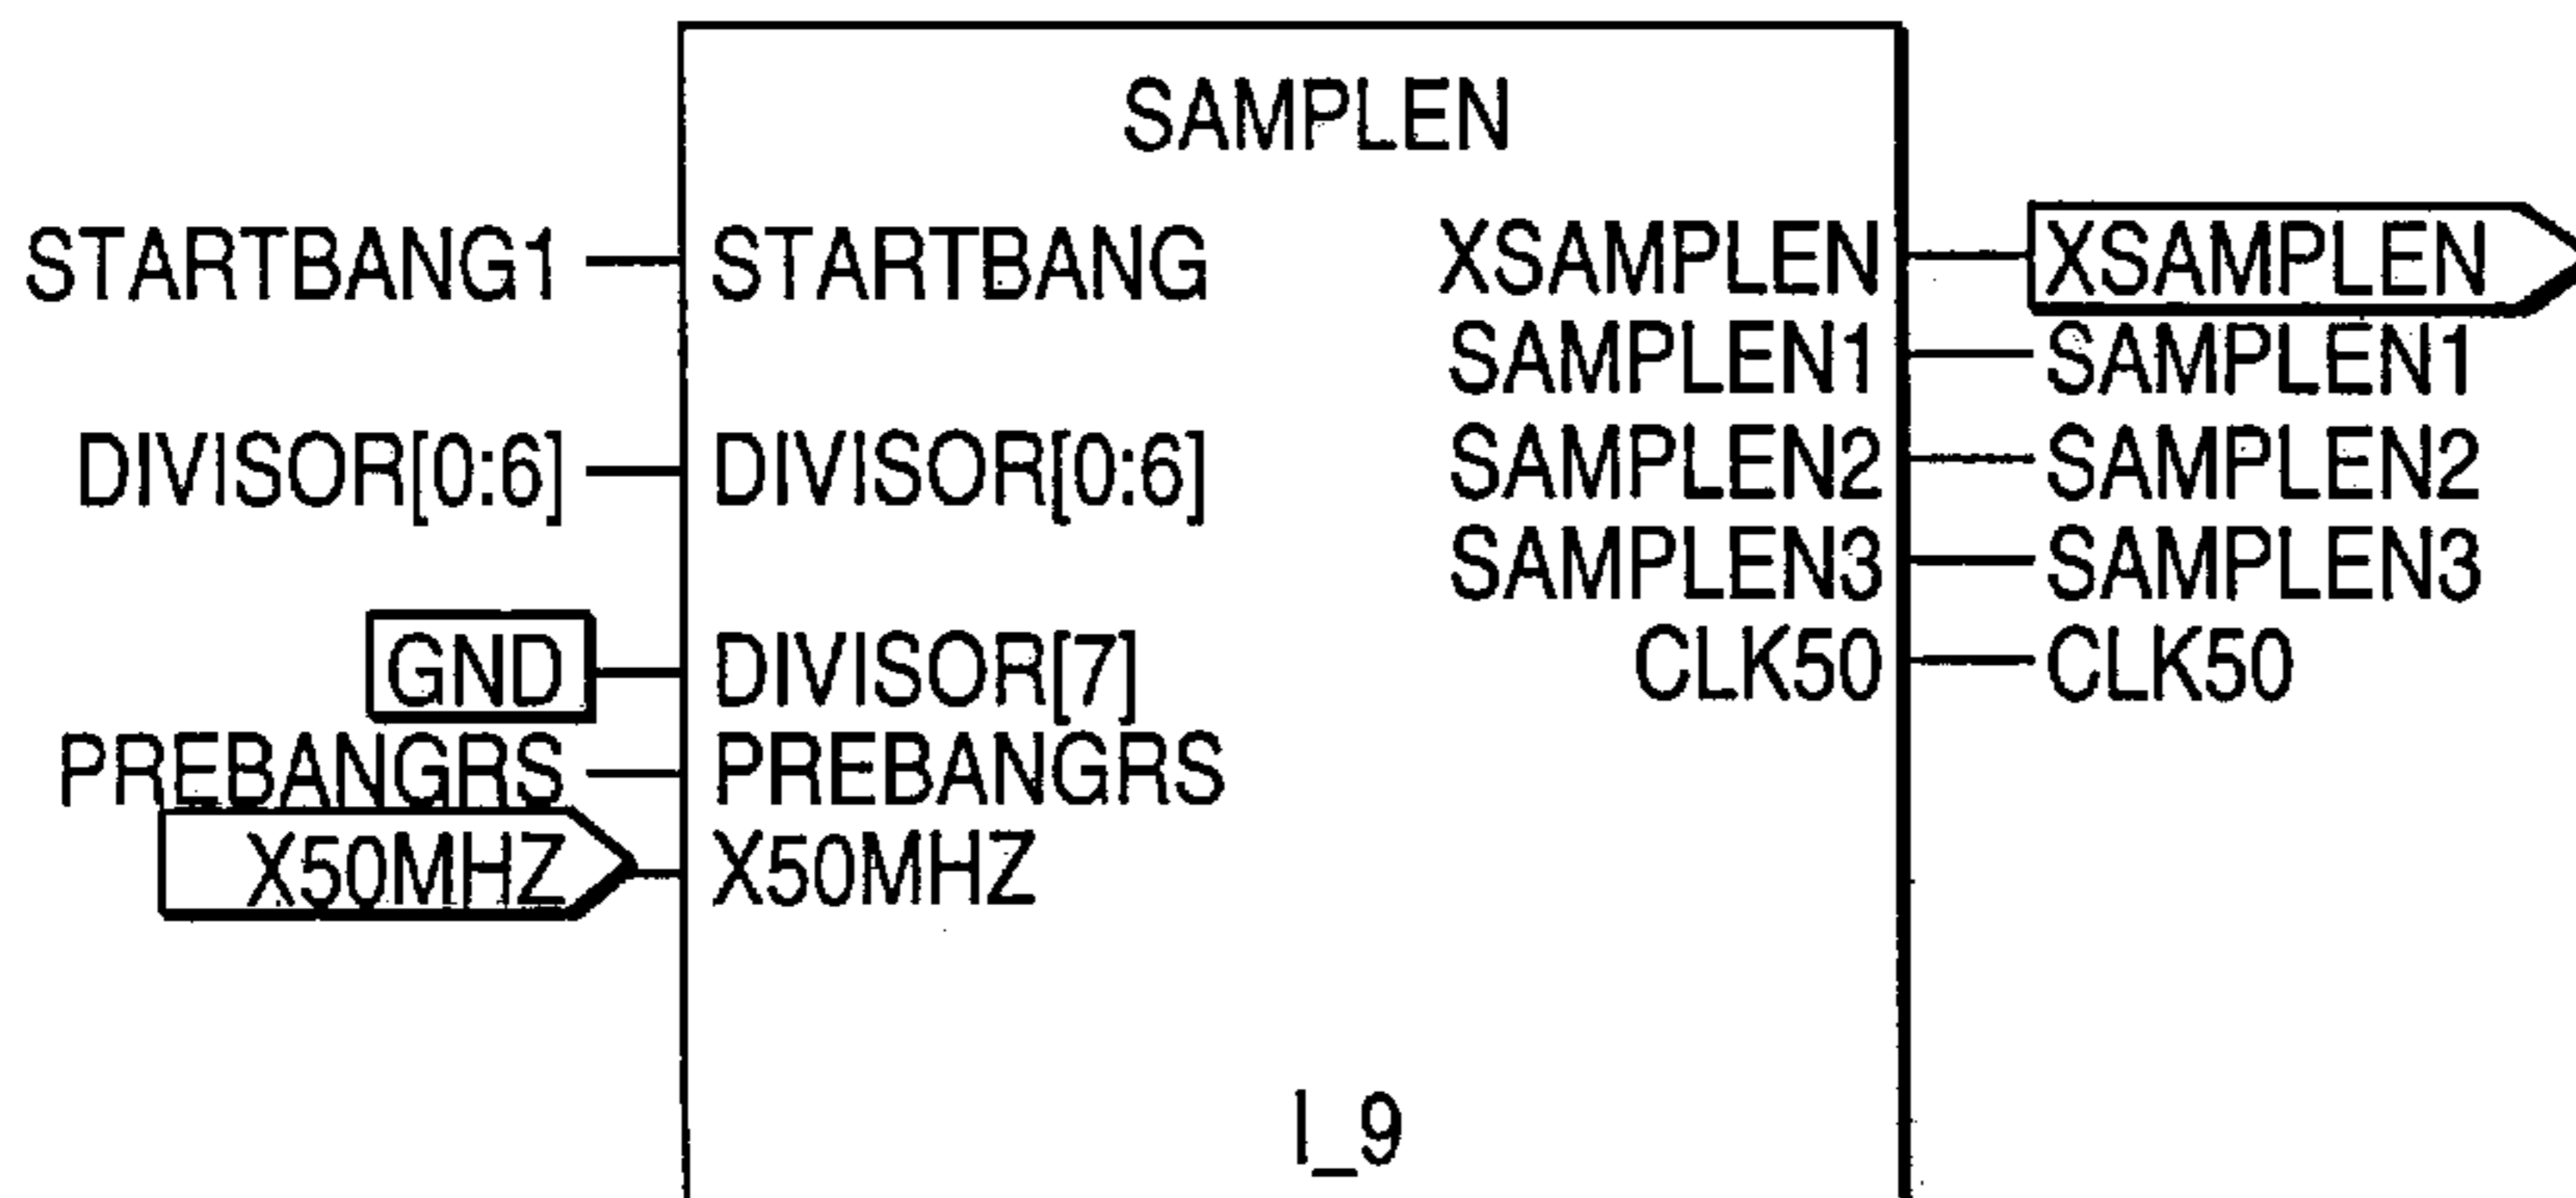 SAMPLEN
STARTBANG1 STARTBANG XSAMPLEN XSAMPLEN
SAMPLEN1 SAMPLEN1
DIVISOR[0:6] DIVISOR[0:6] SAMPLEN2 SAMPLEN2
SAMPLEN3 SAMPLEN3
GND DIVISOR[7] CLK50 CLK50
PREBANGRS PREBANGRS
X50MHZ X50MHZ
I_9